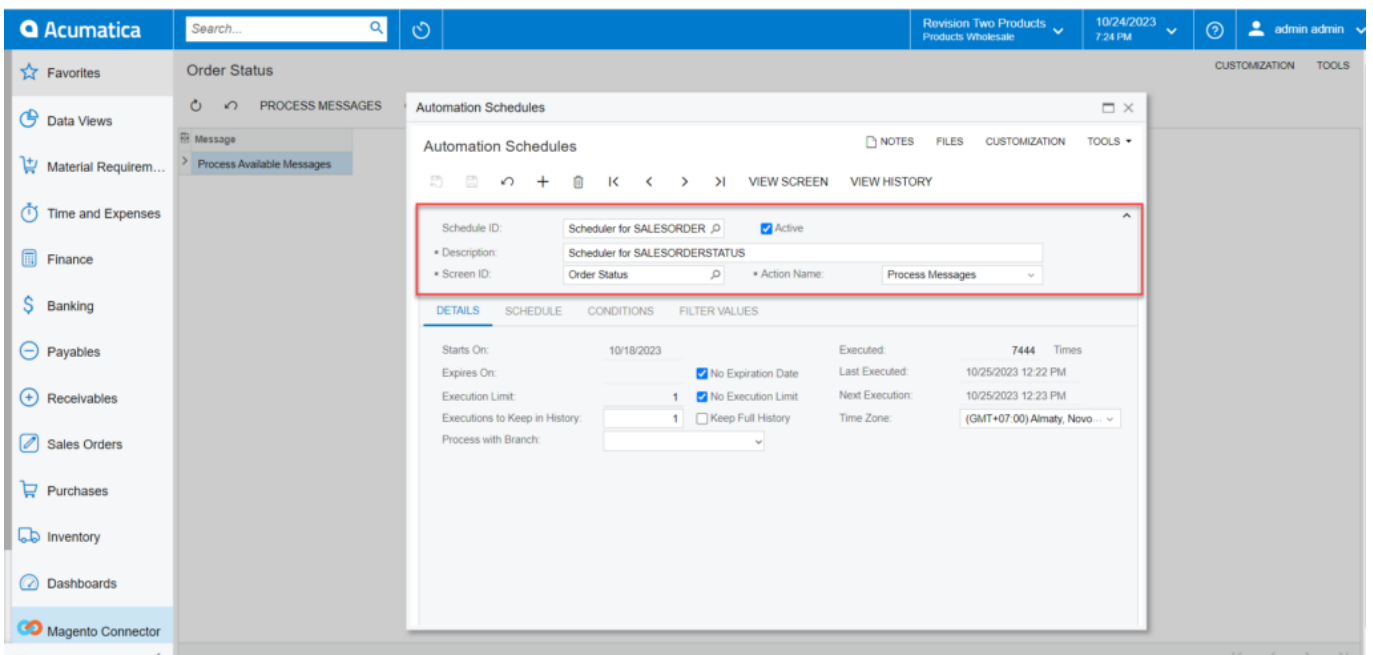 Acumatica
Search...
Revision Two Products
Products Wholesale
10/24/2023
7:24 PM
admin admin
Favorites
Data Views
Material Requirem...
Time and Expenses
Finance
Banking
Payables
Receivables
Sales Orders
Purchases
Inventory
Dashboards
Magento Connector
Order Status
CUSTOMIZATION TOOLS
PROCESS MESSAGES
Message
Process Available Messages
Automation Schedules
Automation Schedules
NOTES FILES CUSTOMIZATION TOOLS
VIEW SCREEN VIEW HISTORY
Schedule ID: Scheduler for SALESORDER Active
* Description: Scheduler for SALESORDERSTATUS
* Screen ID: Order Status * Action Name: Process Messages
DETAILS SCHEDULE CONDITIONS FILTER VALUES
Starts On: 10/18/2023 Executed: 7444 Times
Expires On: No Expiration Date Last Executed: 10/25/2023 12:22 PM
Execution Limit: 1 No Execution Limit Next Execution: 10/25/2023 12:23 PM
Executions to Keep in History: 1 Keep Full History Time Zone: (GMT+07:00) Almaty, Novo...
Process with Branch: